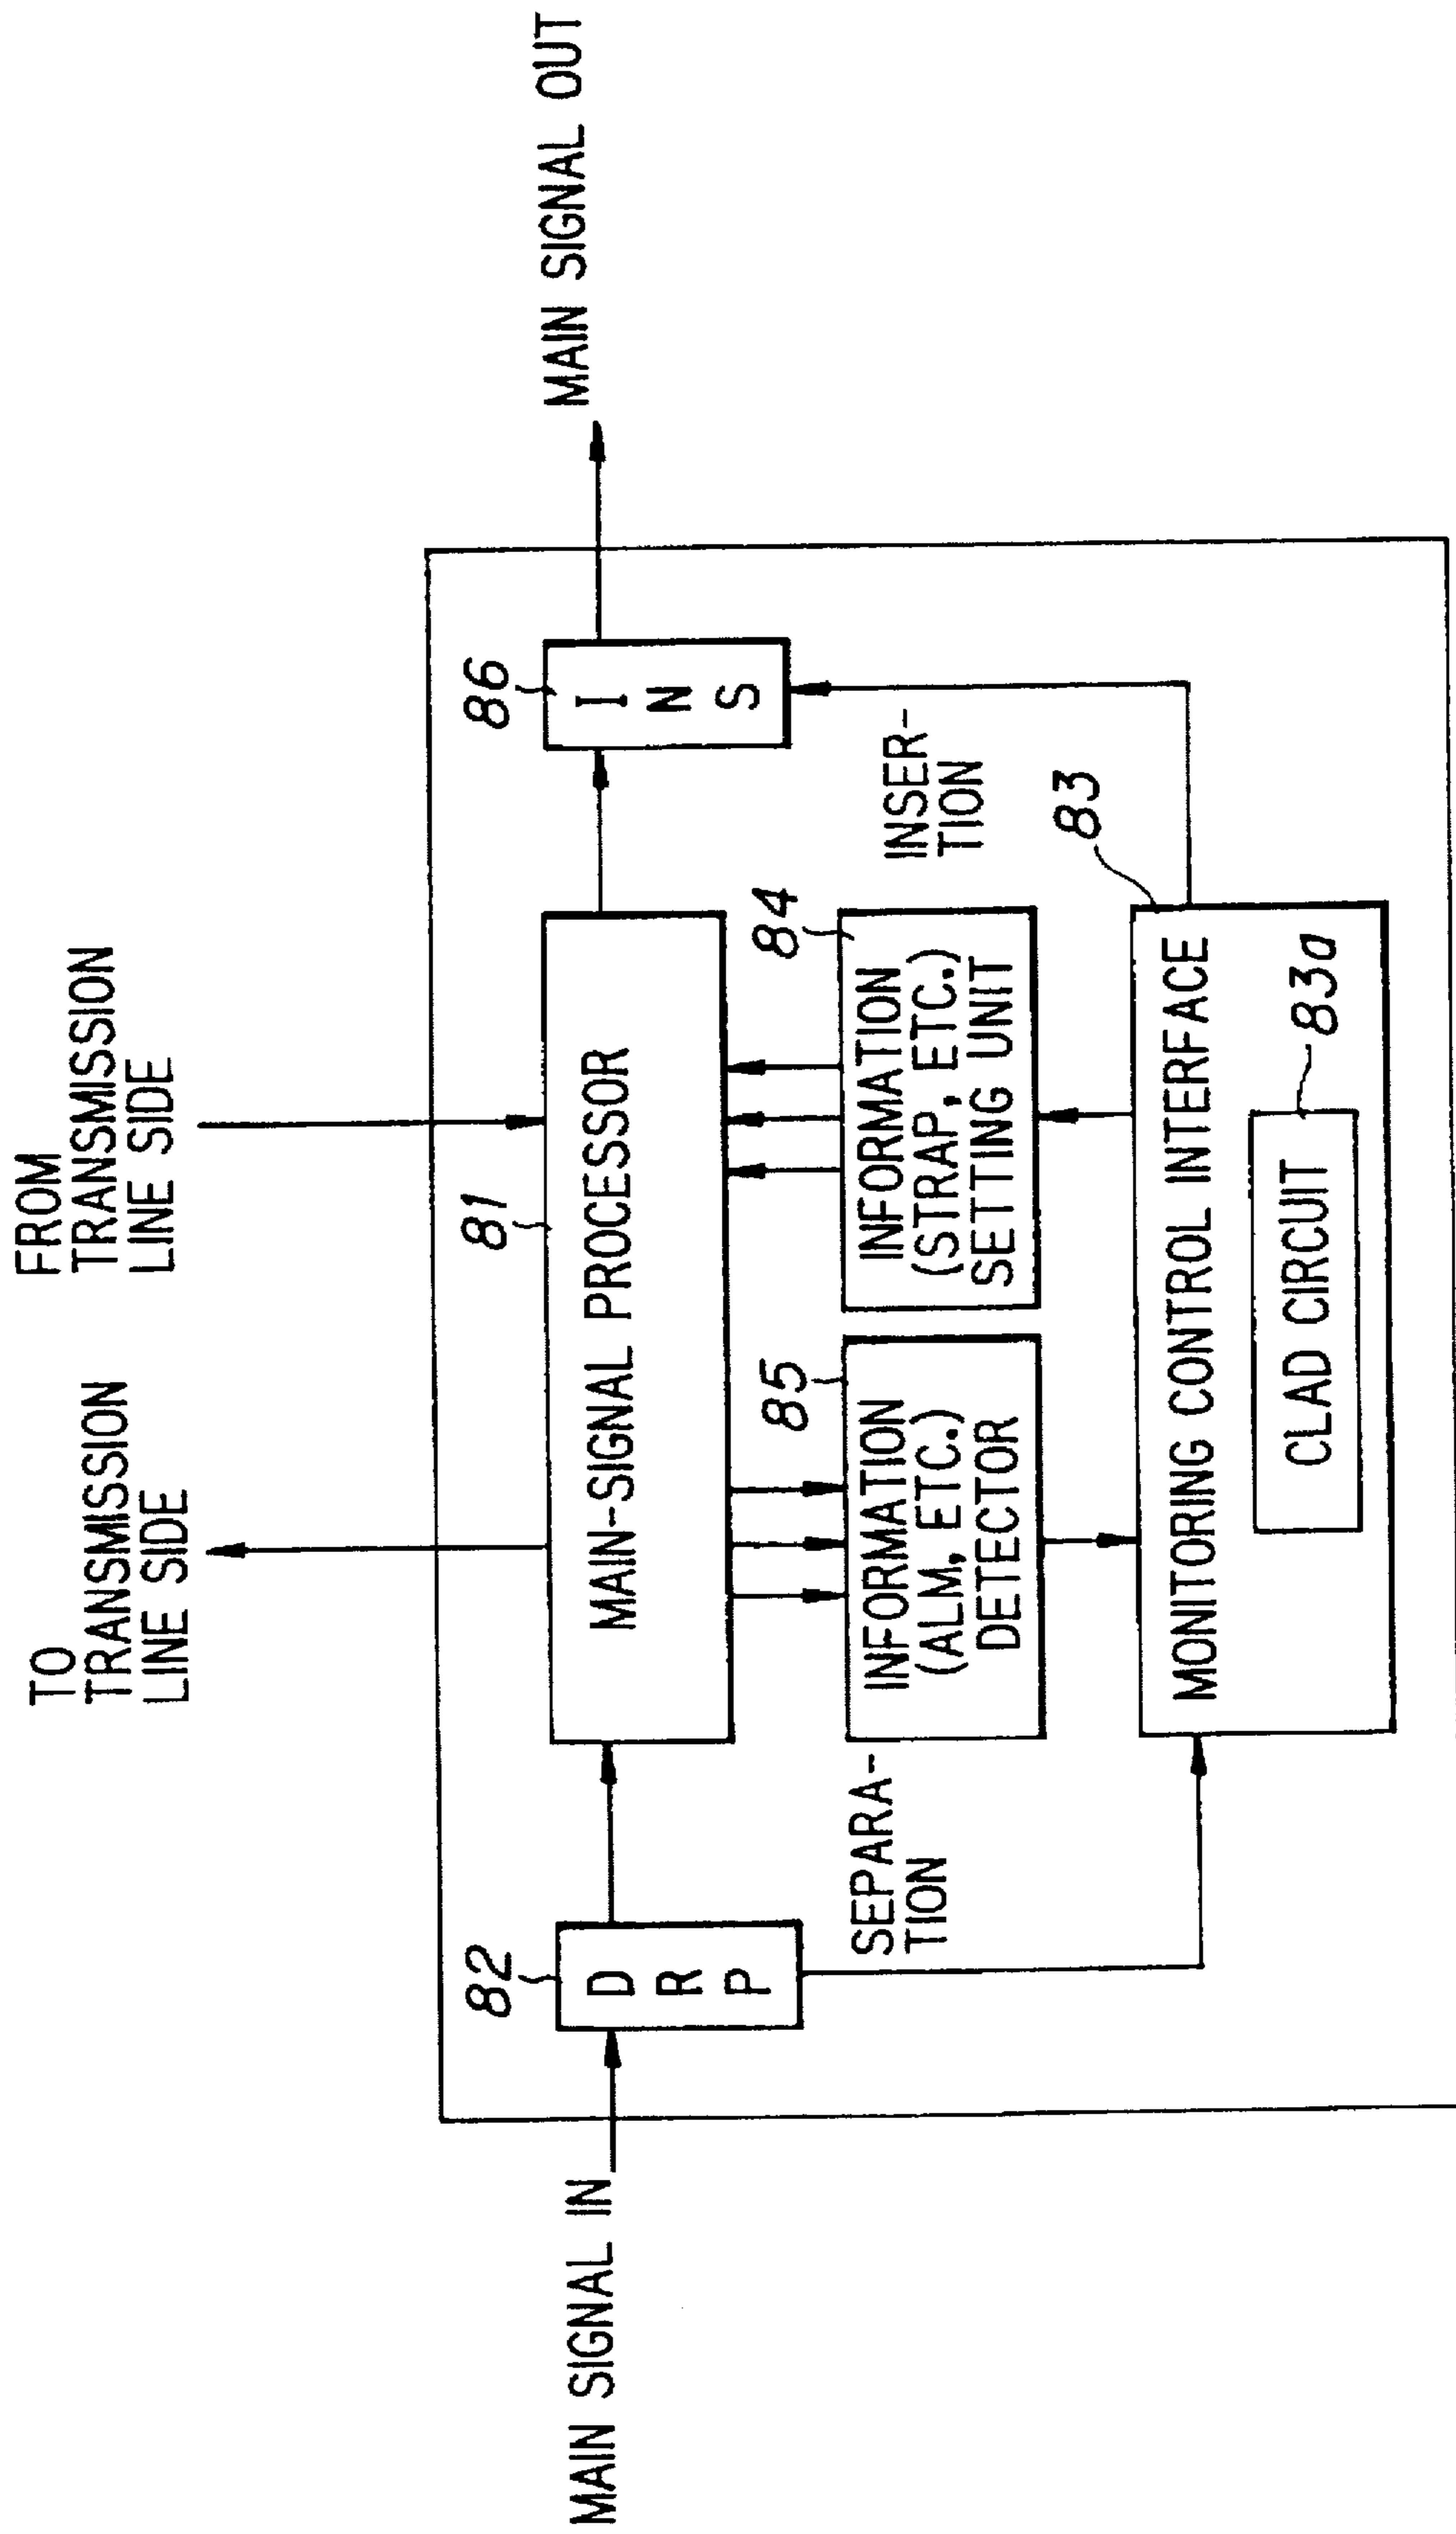 FROM
TRANSMISSION
LINE SIDE
TO
TRANSMISSION
LINE SIDE
MAIN SIGNAL IN
82
DRP
SEPARA-
TION
81
MAIN-SIGNAL PROCESSOR
85
INFORMATION
(ALM, ETC.)
DETECTOR
84
INFORMATION
(STRAP, ETC.)
SETTING UNIT
83
MONITORING CONTROL INTERFACE
83a
CLAD CIRCUIT
86
INS
INSER-
TION
MAIN SIGNAL OUT